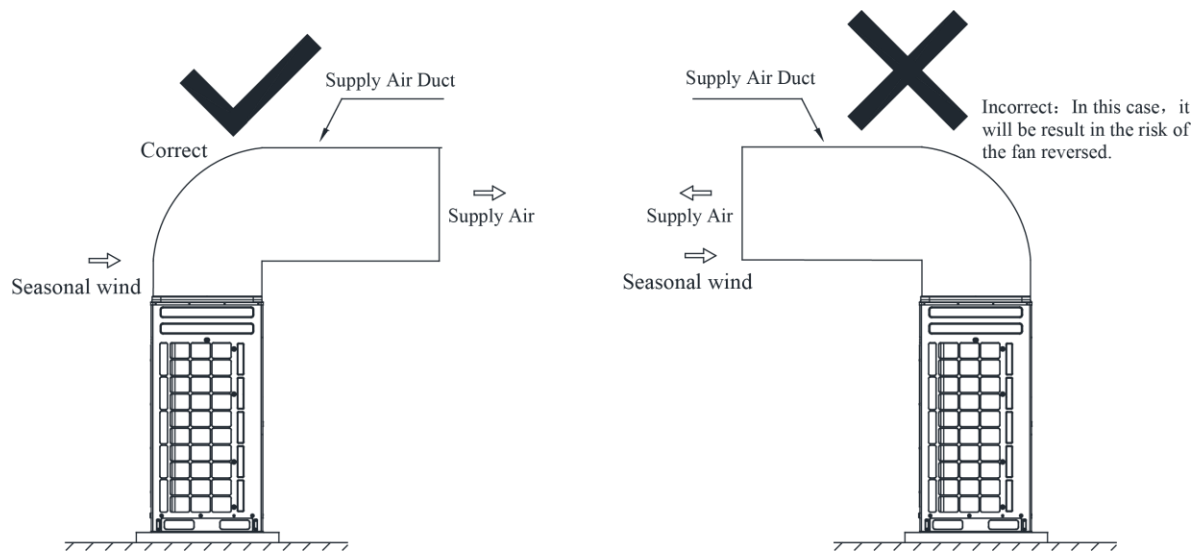 Supply Air Duct
Correct
Supply Air
Seasonal wind
Supply Air Duct
Incorrect: In this case, it
will be result in the risk of
the fan reversed.
Supply Air
Seasonal wind